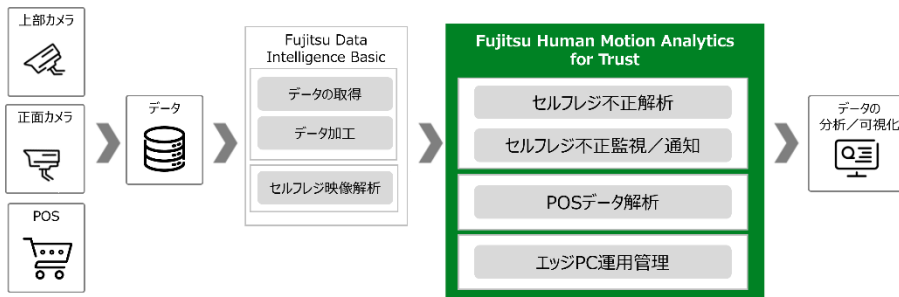 上部カメラ
正面カメラ
POS
データ
Fujitsu Data
Intelligence Basic
データの取得
データ加工
セルフレジ映像解析
Fujitsu Human Motion Analytics
for Trust
セルフレジ不正解析
セルフレジ不正監視／通知
POSデータ解析
エッジPC運用管理
データの
分析／可視化